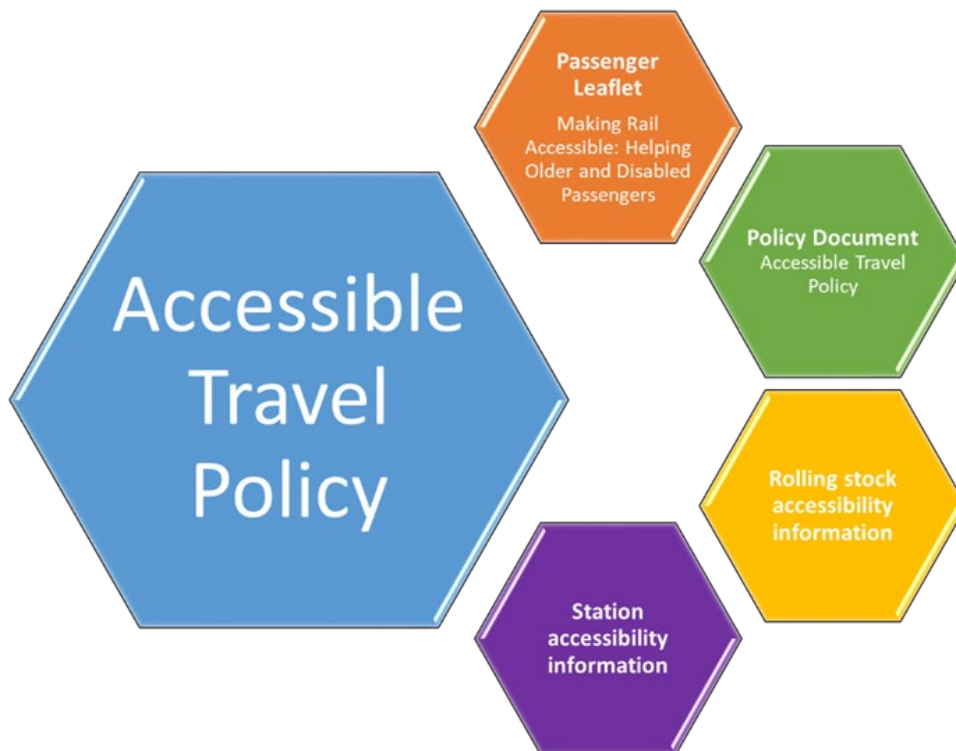 Accessible
Travel
Policy
Passenger
Leaflet
Making Rail
Accessible: Helping
Older and Disabled
Passengers
Policy Document
Accessible Travel
Policy
Rolling stock
accessibility
information
Station
accessibility
information